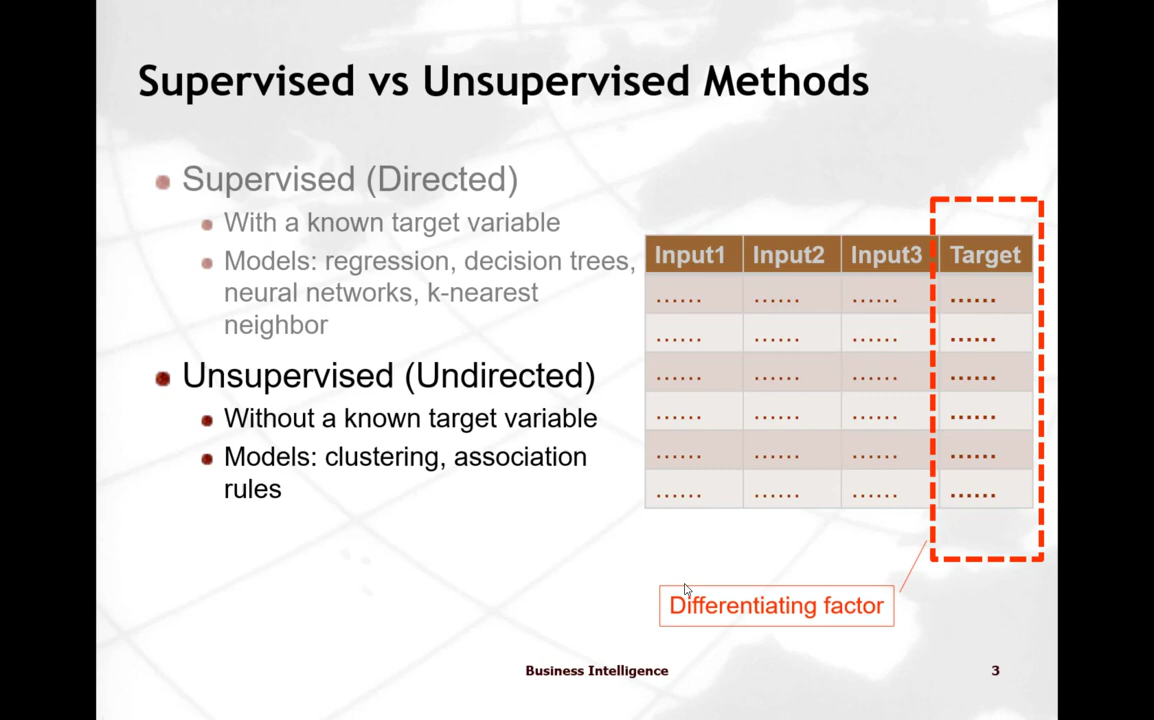 Supervised vs Unsupervised Methods
Supervised (Directed)
With a known target variable
Models: regression, decision trees,
neural networks, k-nearest
neighbor
Unsupervised (Undirected)
Without a known target variable
Models: clustering, association
rules
Input1 Input2 Input3 Target
...... ...... ...... ......
...... ...... ...... ......
...... ...... ...... ......
...... ...... ...... ......
...... ...... ...... ......
...... ...... ...... ......
Differentiating factor
Business Intelligence
3